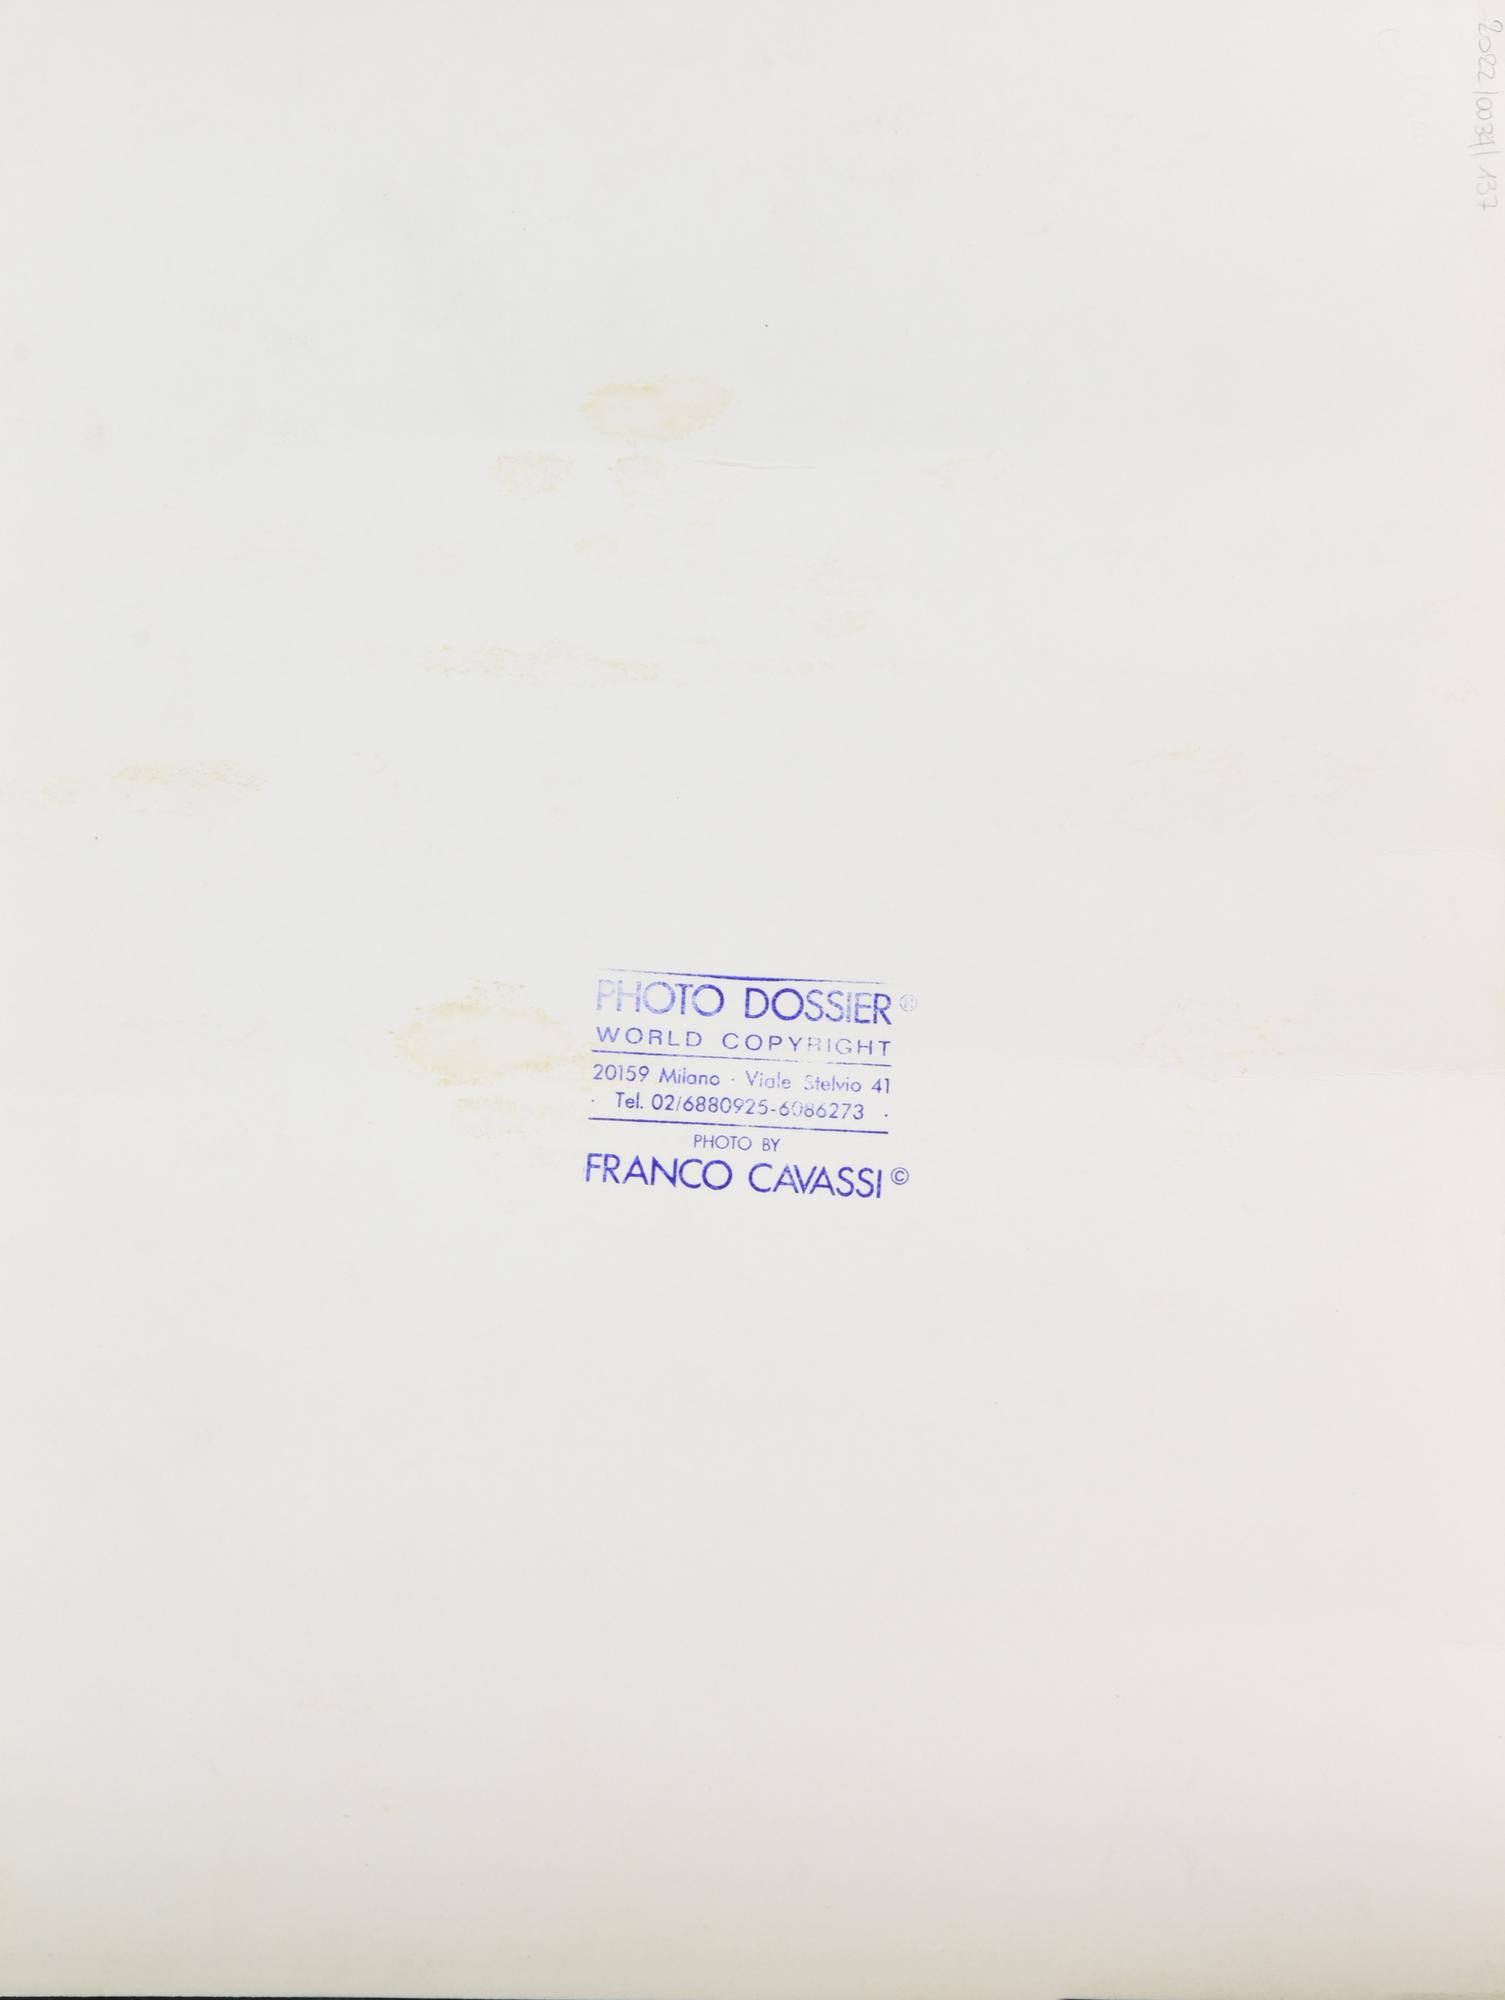 2022/0034/137
PHOTO DOSSIER®
WORLD COPYRIGHT
20159 Milano · Viale Stelvio 41
· Tel. 02/6880925-6086273 ·
PHOTO BY
FRANCO CAVASSI©